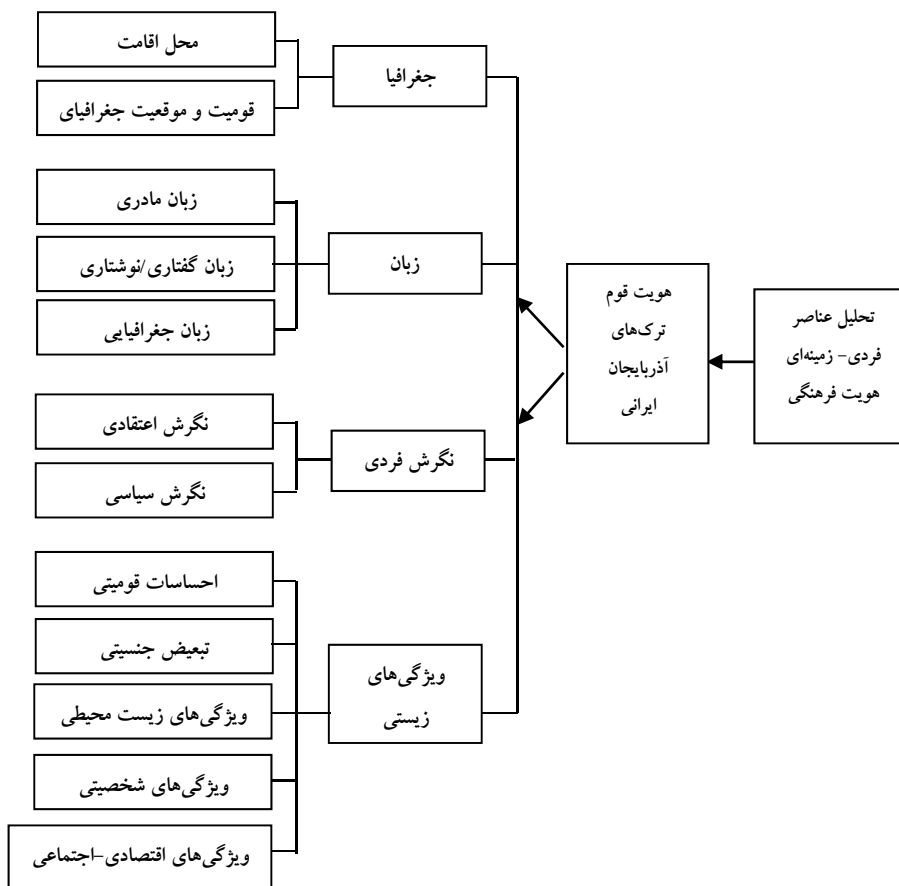 تحلیل عناصر
فردی- زمینه‌ای
هویت فرهنگی
هویت قوم
ترک‌های
آذربایجان
ایرانی
جغرافیا
محل اقامت
قومیت و موقعیت جغرافیای
زبان
زبان مادری
زبان گفتاری/نوشتاری
زبان جغرافیایی
نگرش فردی
نگرش اعتقادی
نگرش سیاسی
ویژگی‌های
زیستی
احساسات قومیتی
تبعیض جنسیتی
ویژگی‌های زیست محیطی
ویژگی‌های شخصیتی
ویژگی‌های اقتصادی-اجتماعی